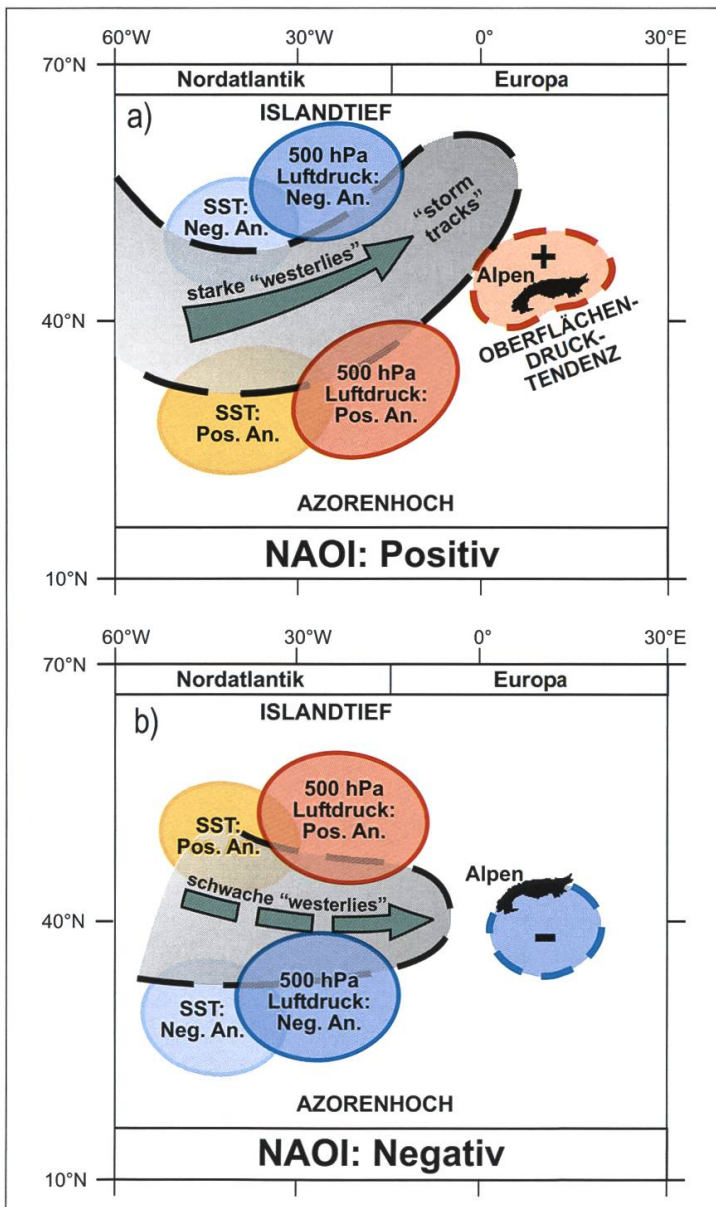 60°W 30°W 0° 30°E
70°N
Nordatlantik Europa
a)
ISLANDTIEF
500 hPa
Luftdruck:
Neg. An.
SST:
Neg. An.
"storm
tracks"
starke "westerlies"
+
Alpen
40°N
OBERFLÄCHEN-
DRUCK-
TENDENZ
500 hPa
Luftdruck:
Pos. An.
SST:
Pos. An.
AZORENHOCH
NAOI: Positiv
10°N
60°W 30°W 0° 30°E
70°N
Nordatlantik Europa
b)
ISLANDTIEF
500 hPa
Luftdruck:
Pos. An.
SST:
Pos. An.
Alpen
schwache "westerlies"
40°N
-
500 hPa
Luftdruck:
Neg. An.
SST:
Neg. An.
AZORENHOCH
NAOI: Negativ
10°N